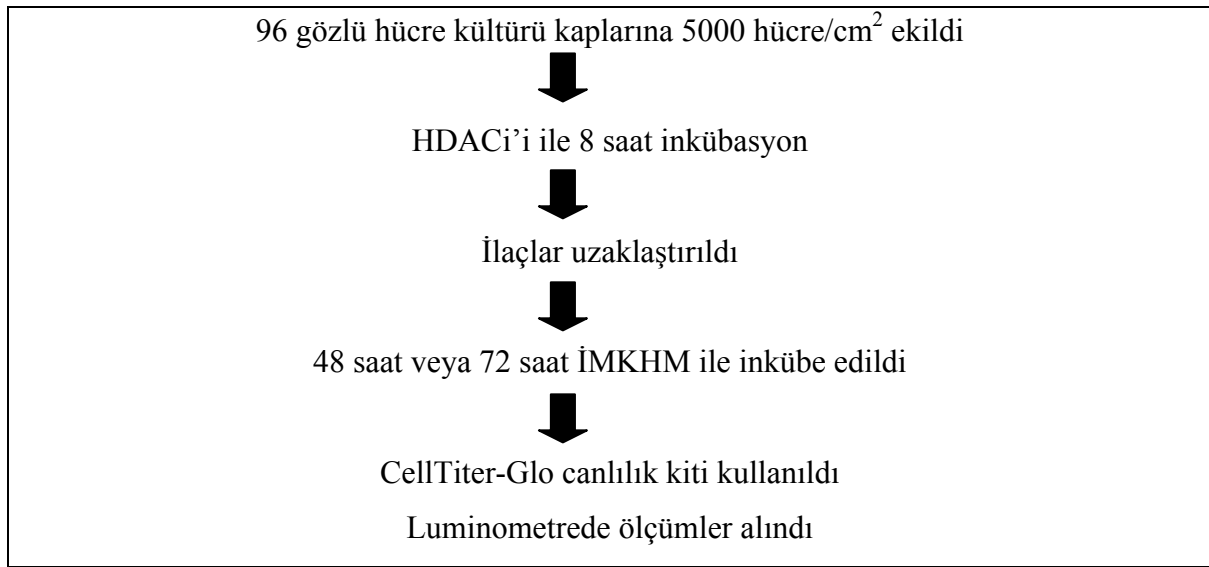 96 gözlü hücre kültürü kaplarına 5000 hücre/cm² ekildi
HDACi’i ile 8 saat inkübasyon
İlaçlar uzaklaştırıldı
48 saat veya 72 saat İMKHM ile inkübe edildi
CellTiter-Glo canlılık kiti kullanıldı
Luminometrede ölçümler alındı